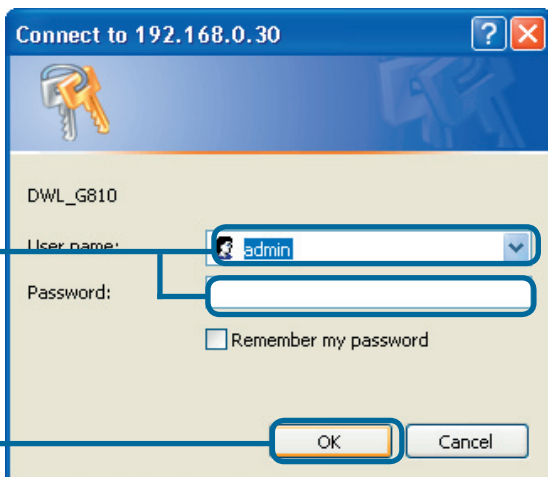 Connect to 192.168.0.30
DWL_G810
User name:
admin
Password:
Remember my password
OK
Cancel